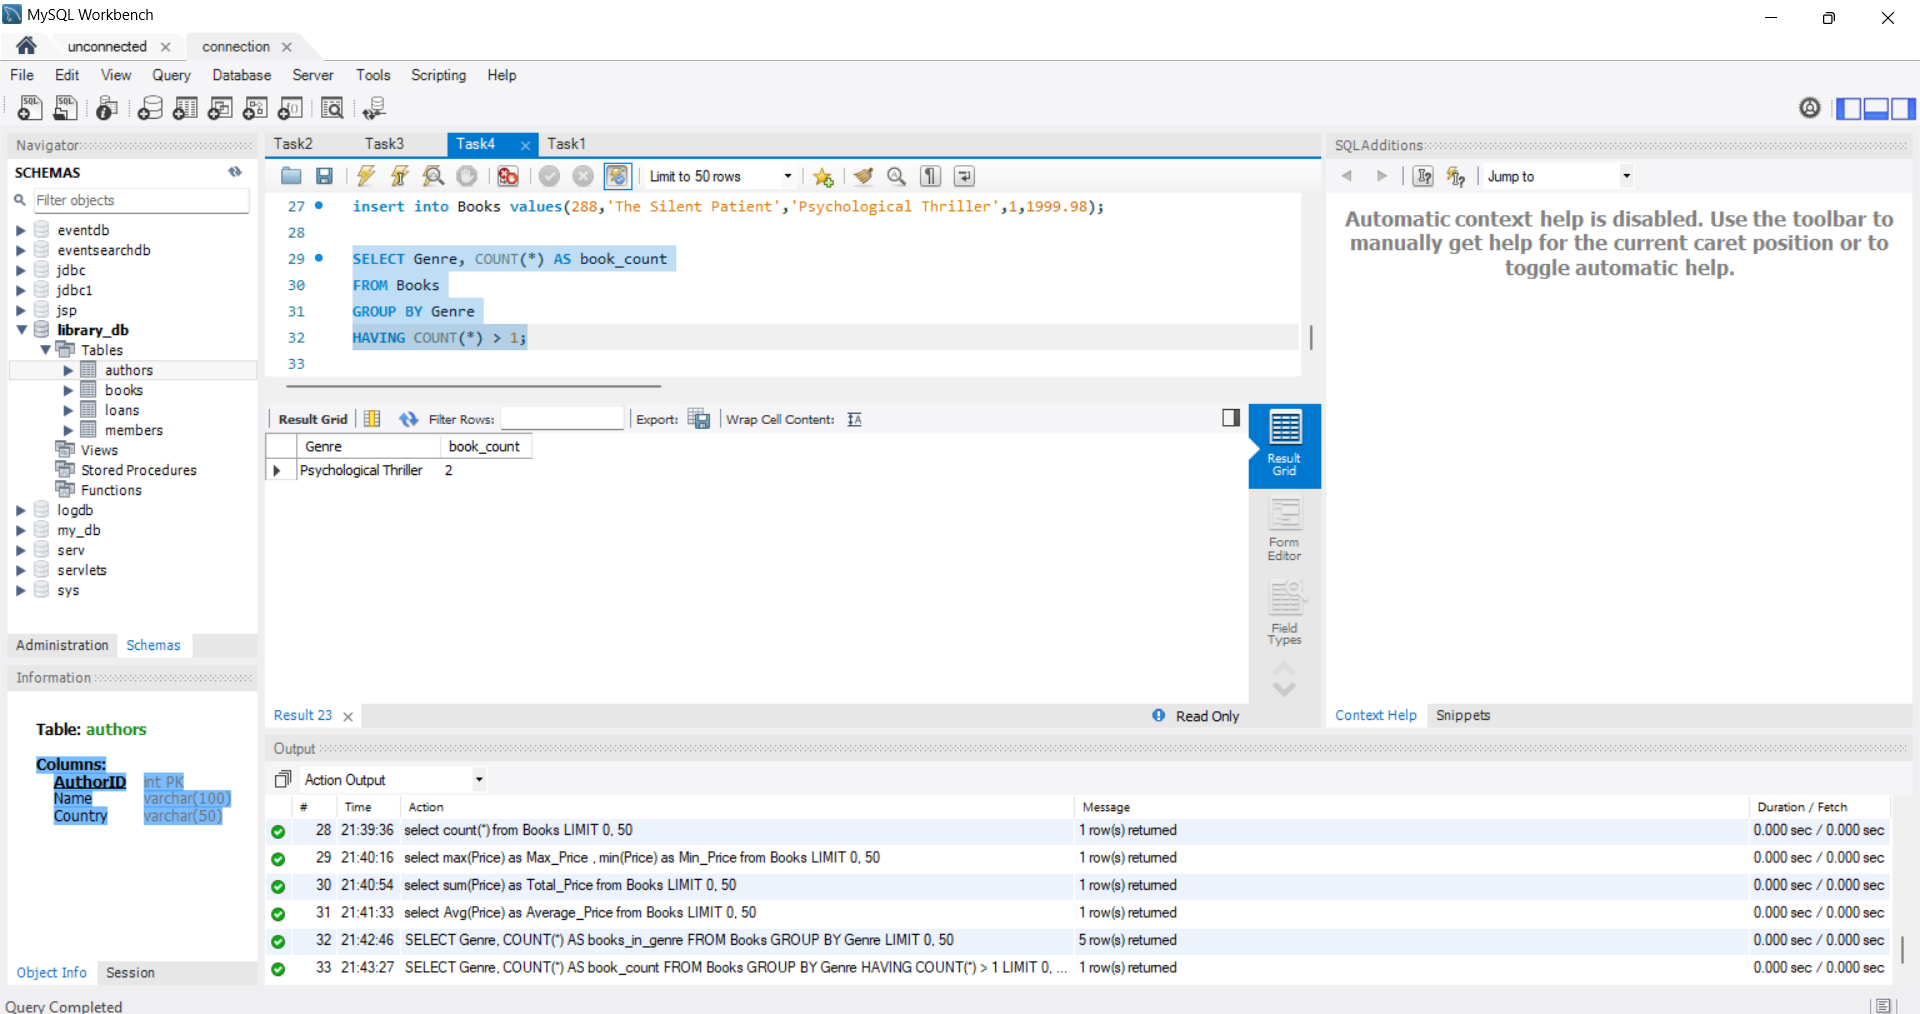 MySQL Workbench
unconnected
connection
File Edit View Query Database Server Tools Scripting Help
Navigator
SCHEMAS
Filter objects
eventdb
eventsearchdb
jdbc
jdbc1
jsp
library_db
Tables
authors
books
loans
members
Views
Stored Procedures
Functions
logdb
my_db
serv
servlets
sys
Administration Schemas
Information
Table: authors
Columns:
AuthorID int PK
Name varchar(100)
Country varchar(50)
Object Info Session
Query Completed
Task2 Task3 Task4 Task1
Limit to 50 rows
27 insert into Books values(288,'The Silent Patient','Psychological Thriller',1,1999.98);
28
29 SELECT Genre, COUNT(*) AS book_count
30 FROM Books
31 GROUP BY Genre
32 HAVING COUNT(*) > 1;
33
Result Grid Filter Rows: Export: Wrap Cell Content:
Genre book_count
Psychological Thriller 2
Result Grid
Form Editor
Field Types
Result 23 Read Only
SQLAdditions
Jump to
Automatic context help is disabled. Use the toolbar to
manually get help for the current caret position or to
toggle automatic help.
Context Help Snippets
Output
Action Output
# Time Action Message Duration / Fetch
28 21:39:36 select count(*) from Books LIMIT 0, 50 1 row(s) returned 0.000 sec / 0.000 sec
29 21:40:16 select max(Price) as Max_Price , min(Price) as Min_Price from Books LIMIT 0, 50 1 row(s) returned 0.000 sec / 0.000 sec
30 21:40:54 select sum(Price) as Total_Price from Books LIMIT 0, 50 1 row(s) returned 0.000 sec / 0.000 sec
31 21:41:33 select Avg(Price) as Average_Price from Books LIMIT 0, 50 1 row(s) returned 0.000 sec / 0.000 sec
32 21:42:46 SELECT Genre, COUNT(*) AS books_in_genre FROM Books GROUP BY Genre LIMIT 0, 50 5 row(s) returned 0.000 sec / 0.000 sec
33 21:43:27 SELECT Genre, COUNT(*) AS book_count FROM Books GROUP BY Genre HAVING COUNT(*) > 1 LIMIT 0, ... 1 row(s) returned 0.000 sec / 0.000 sec